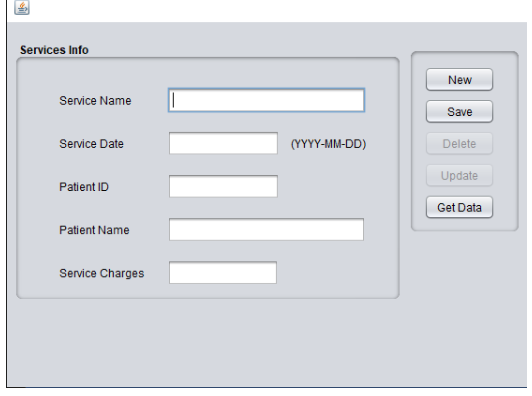 Services Info
Service Name
Service Date (YYYY-MM-DD)
Patient ID
Patient Name
Service Charges
New
Save
Delete
Update
Get Data